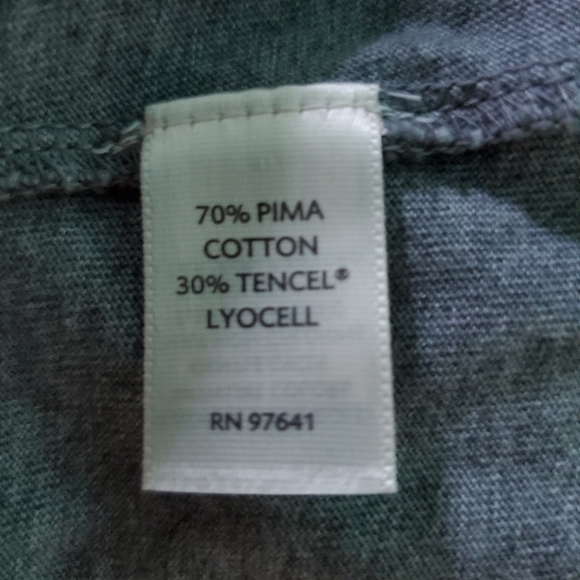 70% PIMA
COTTON
30% TENCEL®
LYOCELL
RN 97641